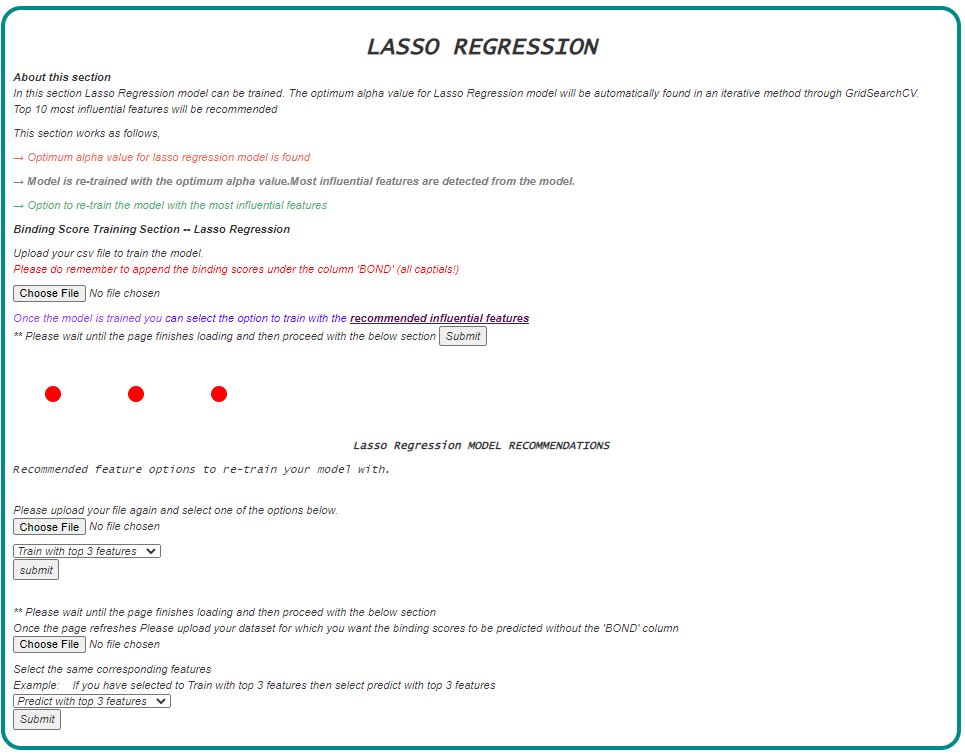 LASSO REGRESSION
About this section
In this section Lasso Regression model can be trained. The optimum alpha value for Lasso Regression model will be automatically found in an iterative method through GridSearchCV.
Top 10 most influential features will be recommended
This section works as follows,
→ Optimum alpha value for lasso regression model is found
→ Model is re-trained with the optimum alpha value.Most influential features are detected from the model.
→ Option to re-train the model with the most influential features
Binding Score Training Section -- Lasso Regression
Upload your csv file to train the model.
Please do remember to append the binding scores under the column 'BOND' (all captials!)
Choose File No file chosen
Once the model is trained you can select the option to train with the recommended influential features
** Please wait until the page finishes loading and then proceed with the below section Submit
Lasso Regression MODEL RECOMMENDATIONS
Recommended feature options to re-train your model with.
Please upload your file again and select one of the options below.
Choose File No file chosen
Train with top 3 features
submit
** Please wait until the page finishes loading and then proceed with the below section
Once the page refreshes Please upload your dataset for which you want the binding scores to be predicted without the 'BOND' column
Choose File No file chosen
Select the same corresponding features
Example: If you have selected to Train with top 3 features then select predict with top 3 features
Predict with top 3 features
Submit